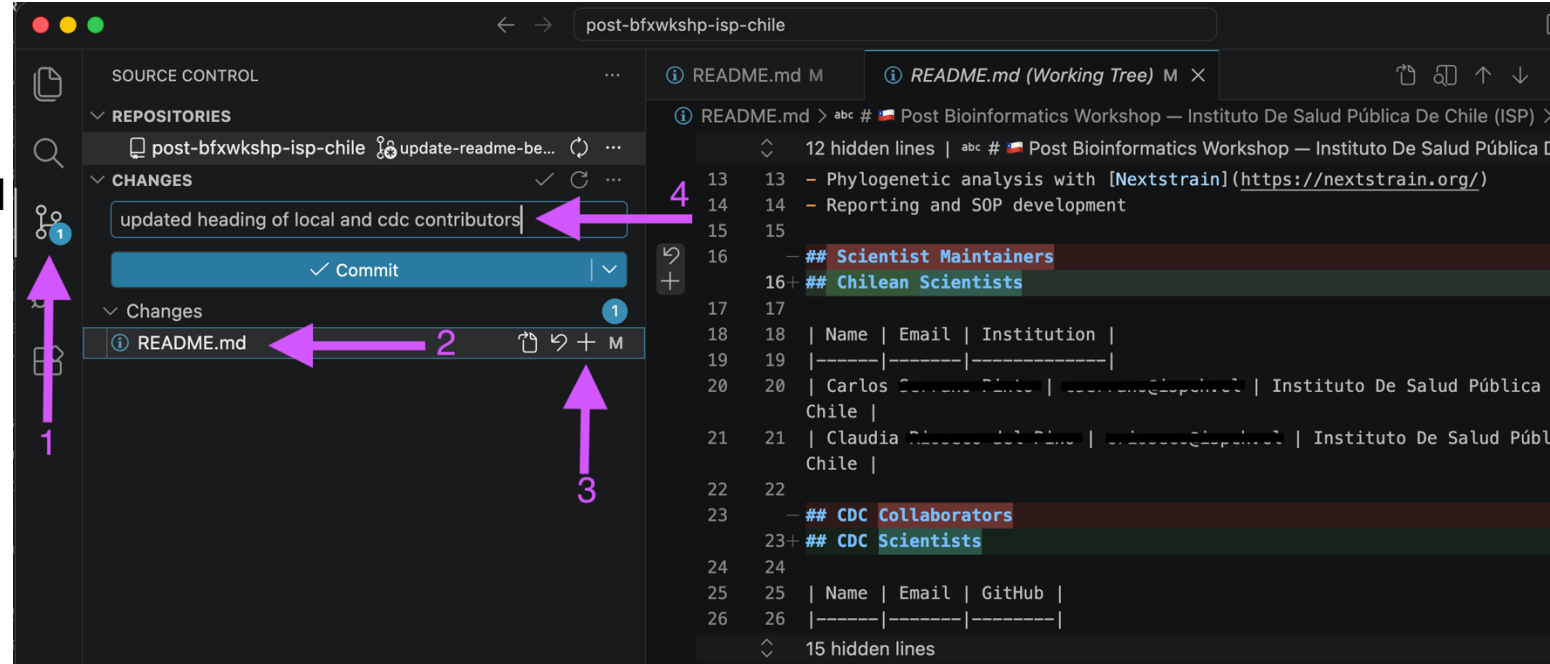 post-bfxwkshp-isp-chile
SOURCE CONTROL
README.md M
README.md (Working Tree) M
REPOSITORIES
README.md > abc # 🇨🇱 Post Bioinformatics Workshop — Instituto De Salud Pública De Chile (ISP) >
post-bfxwkshp-isp-chile update-readme-be...
12 hidden lines | abc # 🇨🇱 Post Bioinformatics Workshop — Instituto De Salud Pública D
CHANGES
updated heading of local and cdc contributors
4
1
Commit
Changes 1
README.md M
2
3
1
13 13 – Phylogenetic analysis with [Nextstrain](https://nextstrain.org/)
14 14 – Reporting and SOP development
15 15
16 — ## Scientist Maintainers
16+ ## Chilean Scientists
17 17
18 18 | Name | Email | Institution |
19 19 |------|-------|-------------|
20 20 | Carlos | | Instituto De Salud Pública
Chile |
21 21 | Claudia | | Instituto De Salud Públ
Chile |
22 22
23 — ## CDC Collaborators
23+ ## CDC Scientists
24 24
25 25 | Name | Email | GitHub |
26 26 |------|-------|--------|
15 hidden lines